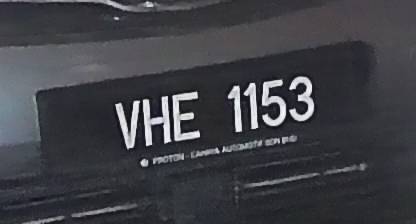 VHE 1153
PROTON - CAHAYA AUTOMOTIF SDN BHD